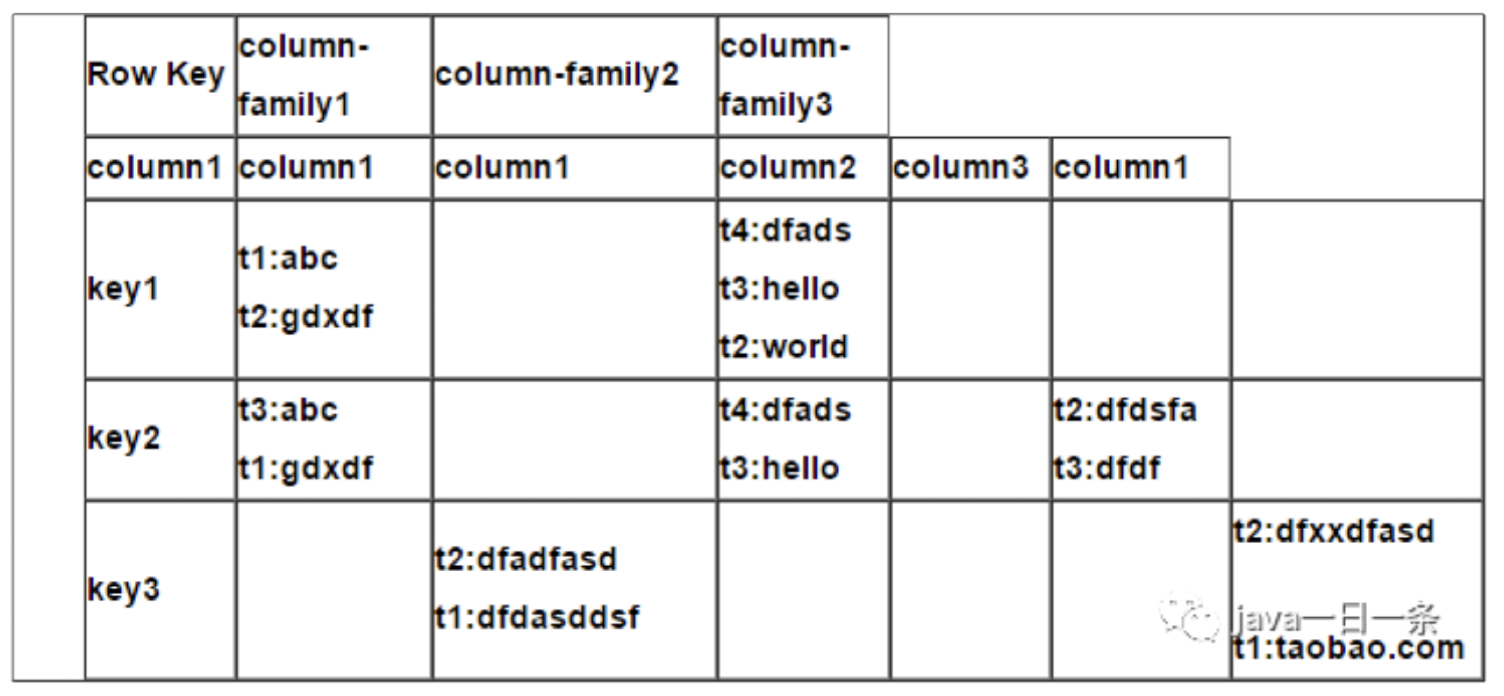 Row Key column-family1 column-family2 column-family3
column1 column1 column1 column2 column3 column1
key1
t1:abc
t2:gdxdf
t4:dfads
t3:hello
t2:world
key2
t3:abc
t1:gdxdf
t4:dfads
t3:hello
t2:dfdsfa
t3:dfdf
key3
t2:dfadfasd
t1:dfdasddsf
t2:dfxxdfasd
t1:taobao.com
java一日一条